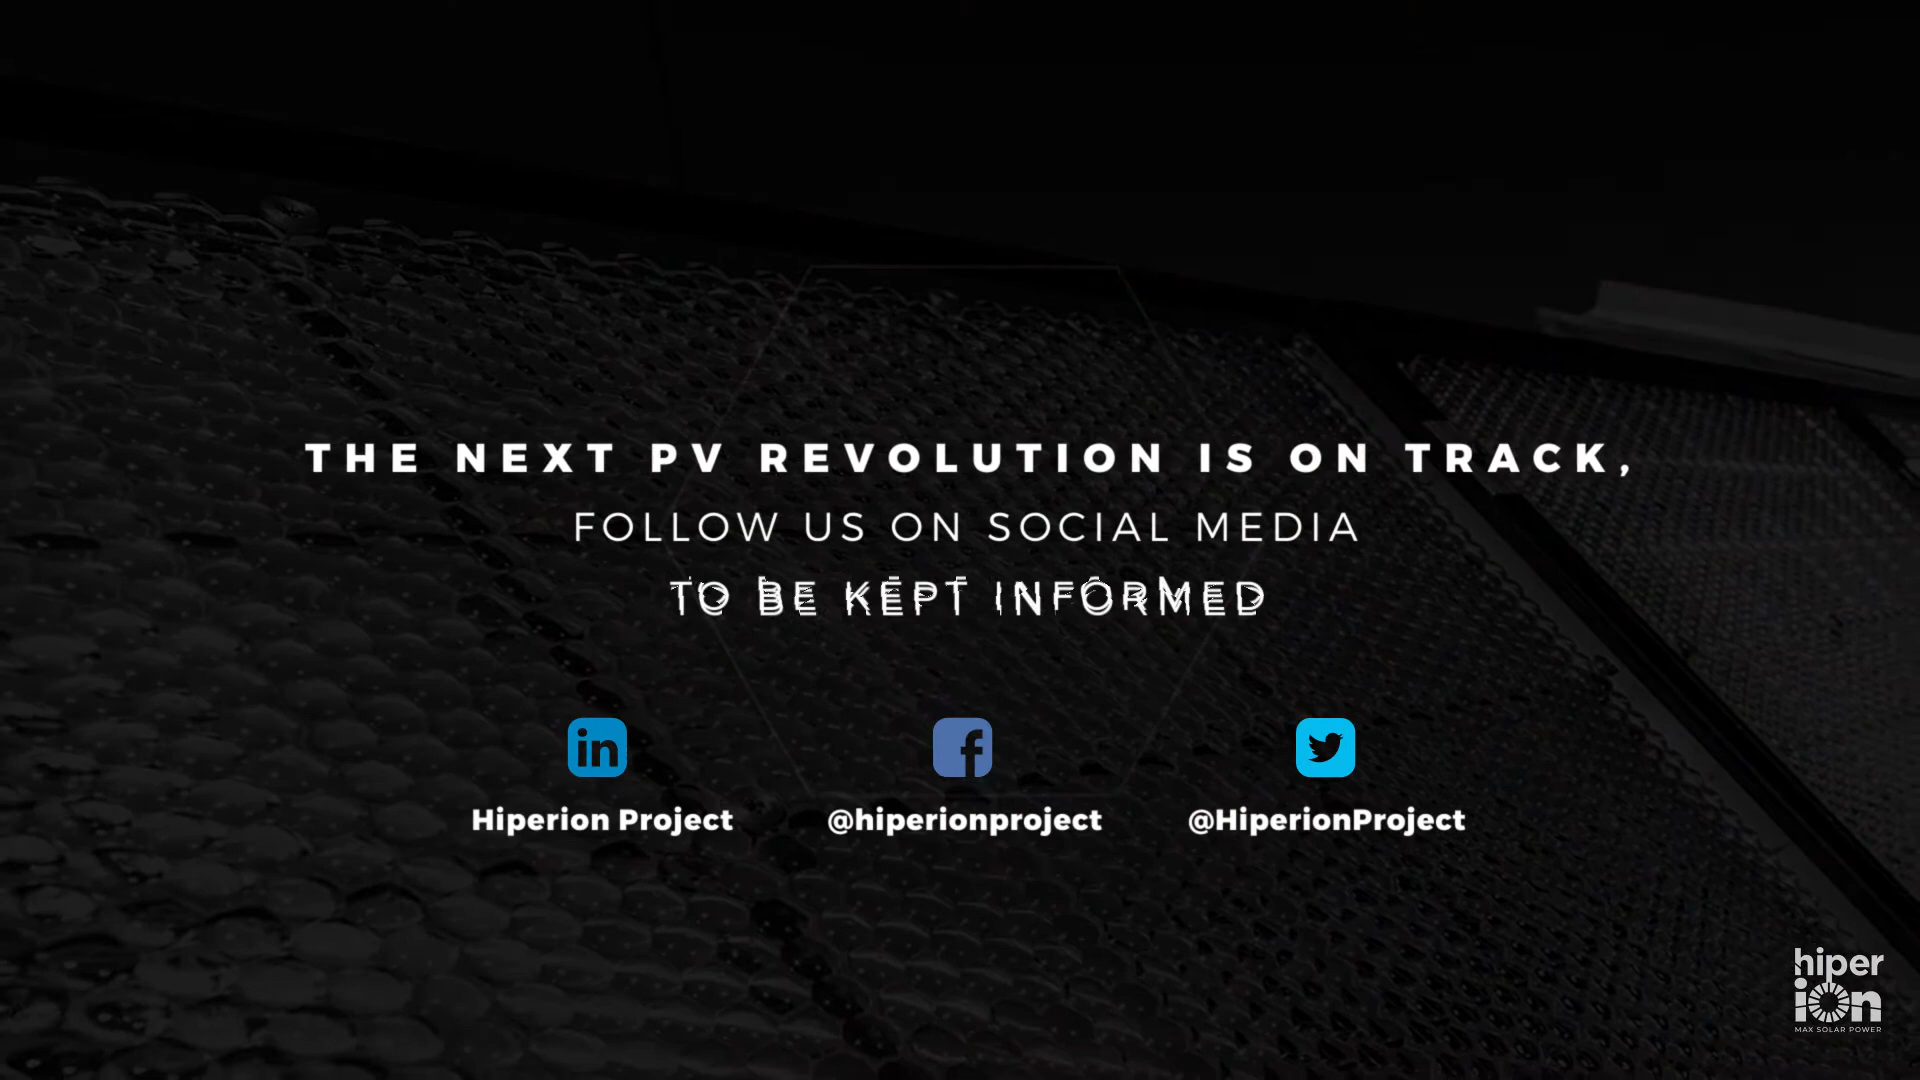 THE NEXT PV REVOLUTION IS ON TRACK,
FOLLOW US ON SOCIAL MEDIA
TO BE KEPT INFORMED
in
f
Hiperion Project
@hiperionproject
@HiperionProject
hiper
ion
MAX SOLAR POWER